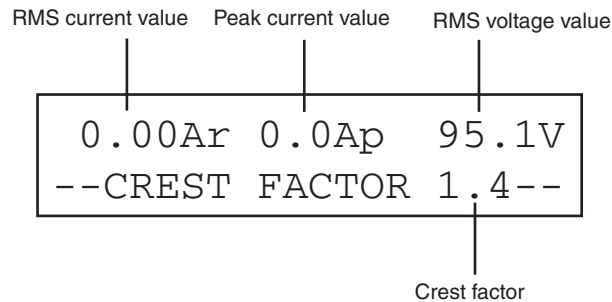 RMS current value Peak current value RMS voltage value
0.00Ar 0.0Ap 95.1V
--CREST FACTOR 1.4--
Crest factor